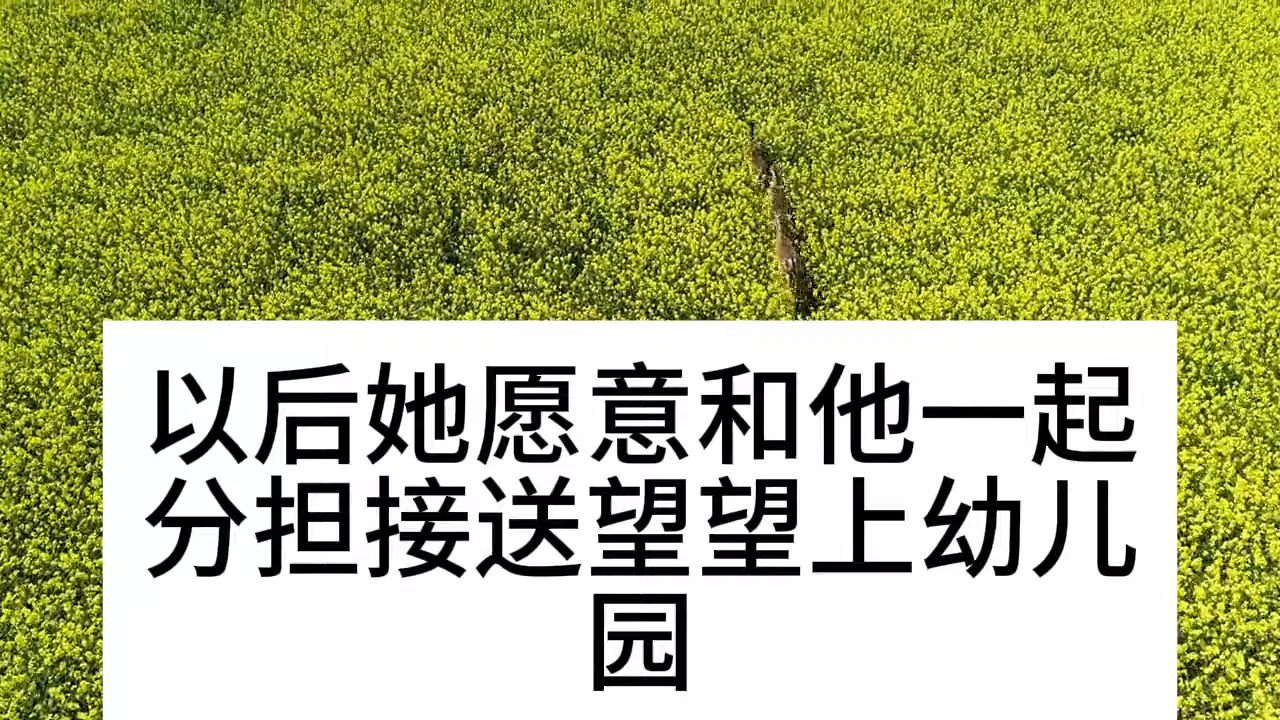 以后她愿意和他一起
分担接送望望上幼儿
园